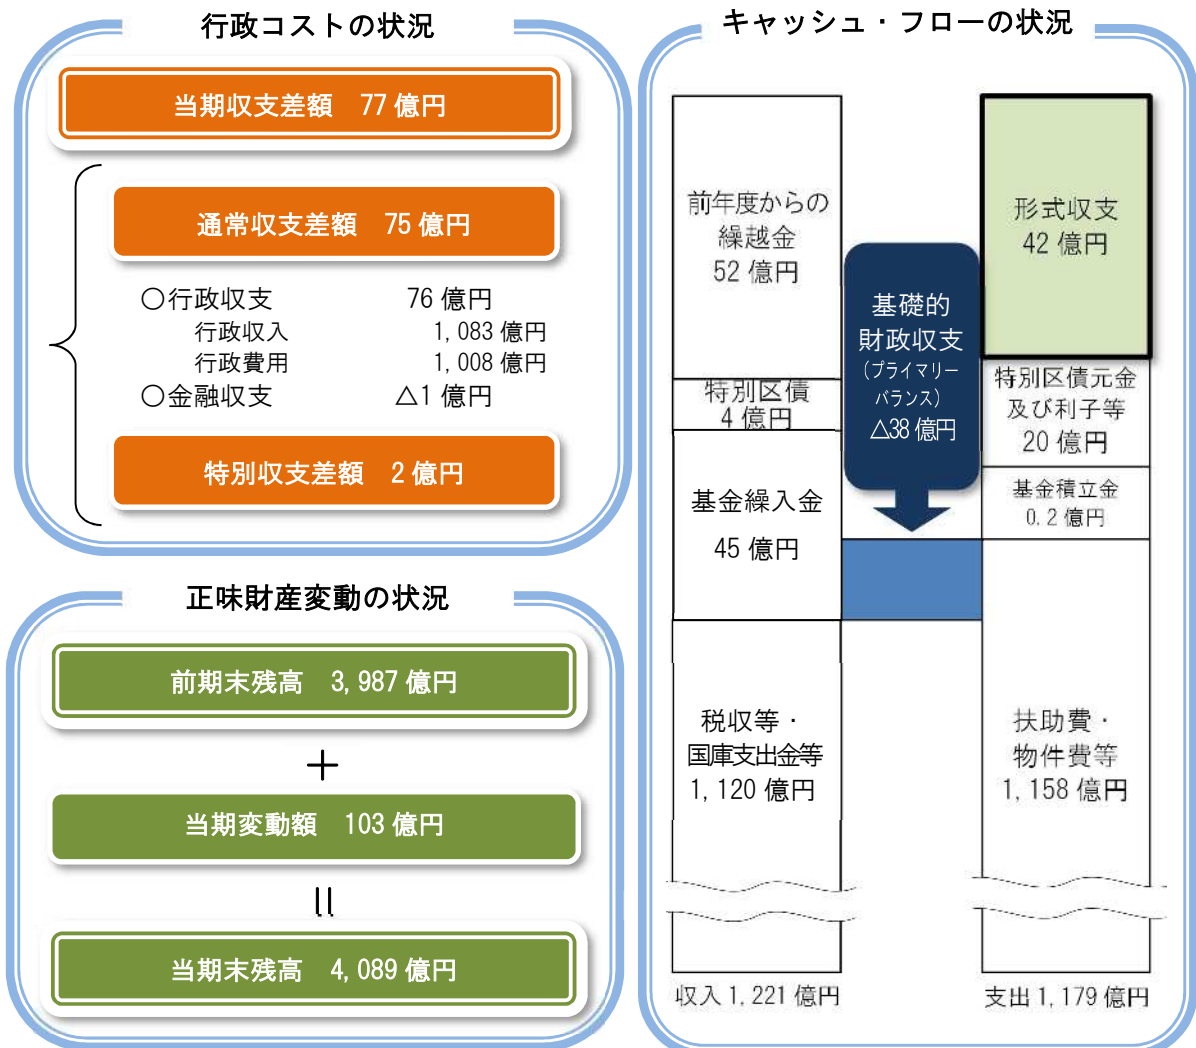 行政コストの状況
当期収支差額 77 億円
通常収支差額 75 億円
〇行政収支 76 億円
行政収入 1,083 億円
行政費用 1,008 億円
〇金融収支 △1 億円
特別収支差額 2 億円
正味財産変動の状況
前期末残高 3,987 億円
＋
当期変動額 103 億円
＝
当期末残高 4,089 億円
キャッシュ・フローの状況
前年度からの
繰越金
52 億円
特別区債
4 億円
基金繰入金
45 億円
税収等・
国庫支出金等
1,120 億円
収入 1,221 億円
基礎的
財政収支
(プライマリー
バランス)
△38 億円
形式収支
42 億円
特別区債元金
及び利子等
20 億円
基金積立金
0.2 億円
扶助費・
物件費等
1,158 億円
支出 1,179 億円